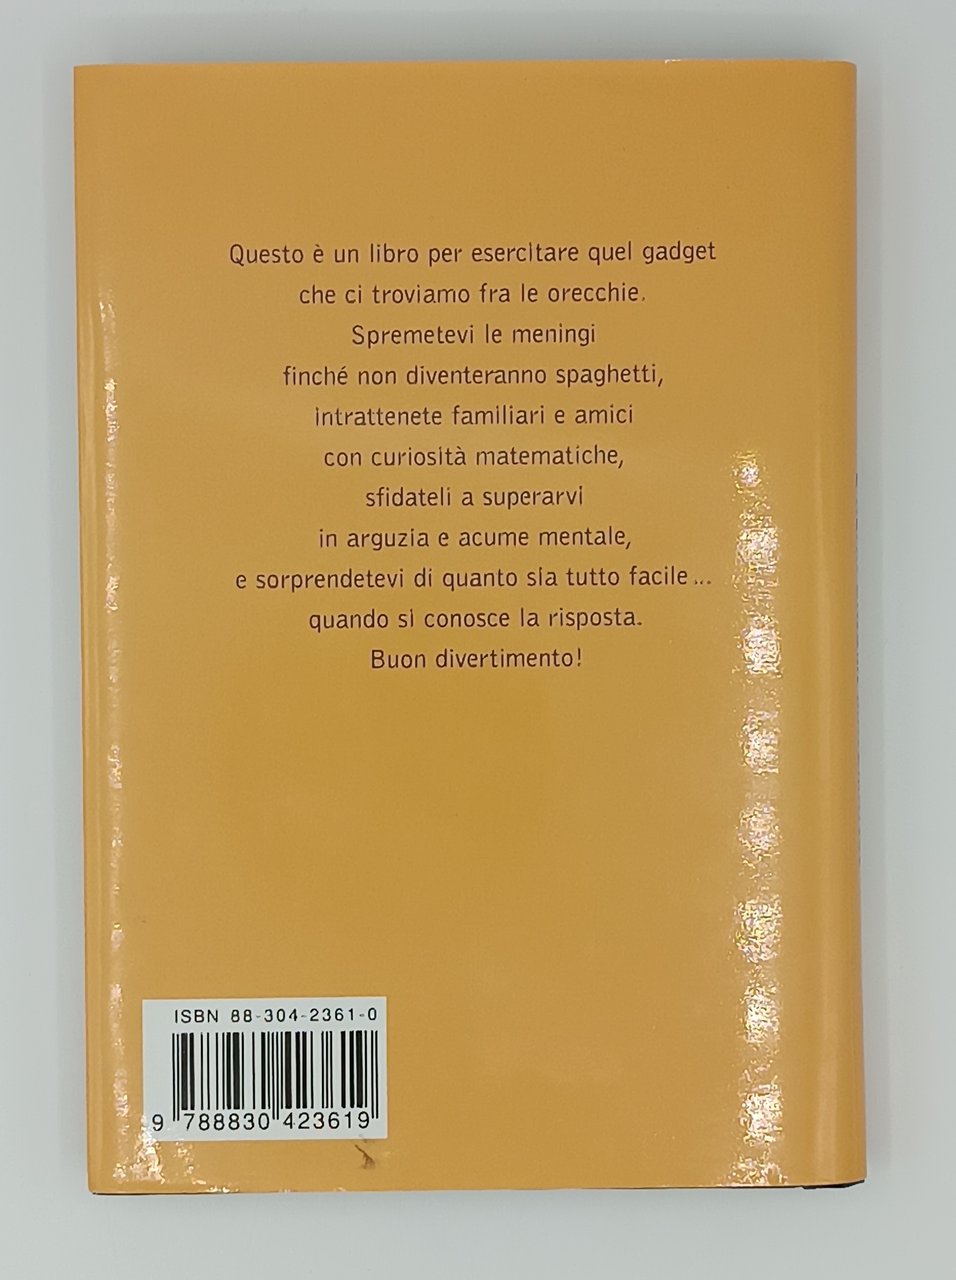 Questo è un libro per esercitare quel gadget
che ci troviamo fra le orecchie.
Spremetevi le meningi
finché non diventeranno spaghetti,
intrattenete familiari e amici
con curiosità matematiche,
sfidateli a superarvi
in arguzia e acume mentale,
e sorprendetevi di quanto sia tutto facile...
quando si conosce la risposta.
Buon divertimento!
ISBN 88-304-2361-0
9 788830 423619